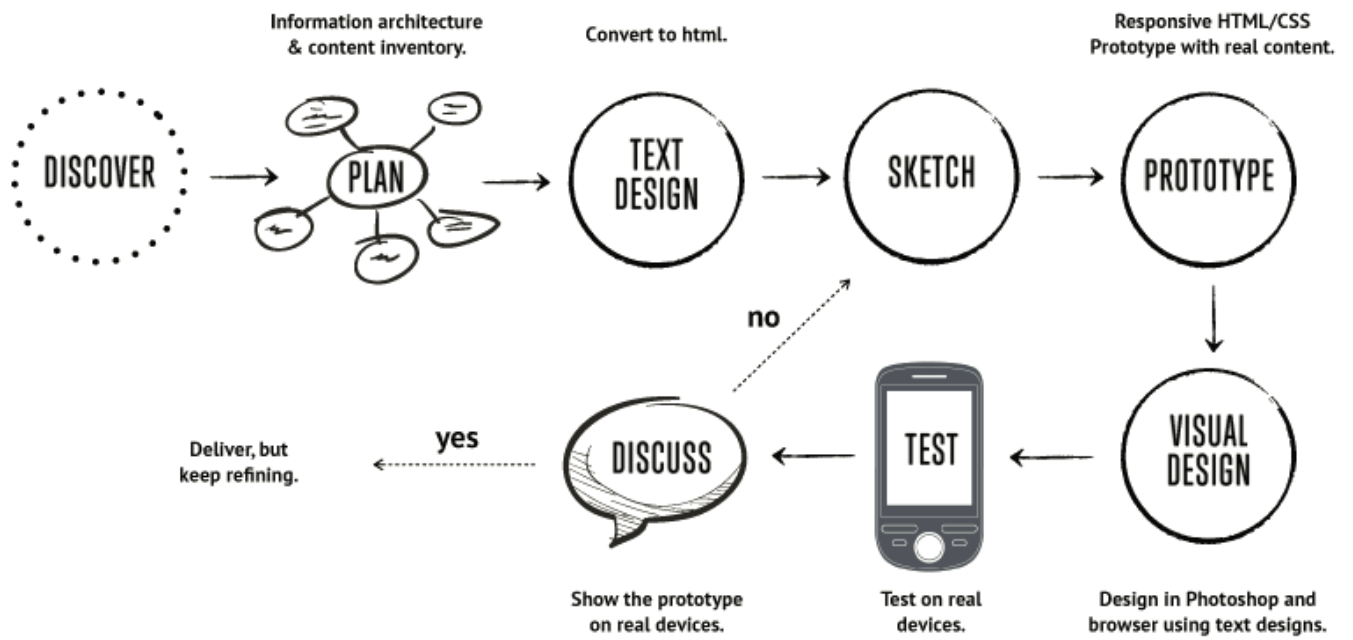 Information architecture
& content inventory.
Convert to html.
Responsive HTML/CSS
Prototype with real content.
DISCOVER
PLAN
TEXT
DESIGN
SKETCH
PROTOTYPE
no
yes
Deliver, but
keep refining.
DISCUSS
TEST
VISUAL
DESIGN
Show the prototype
on real devices.
Test on real
devices.
Design in Photoshop and
browser using text designs.